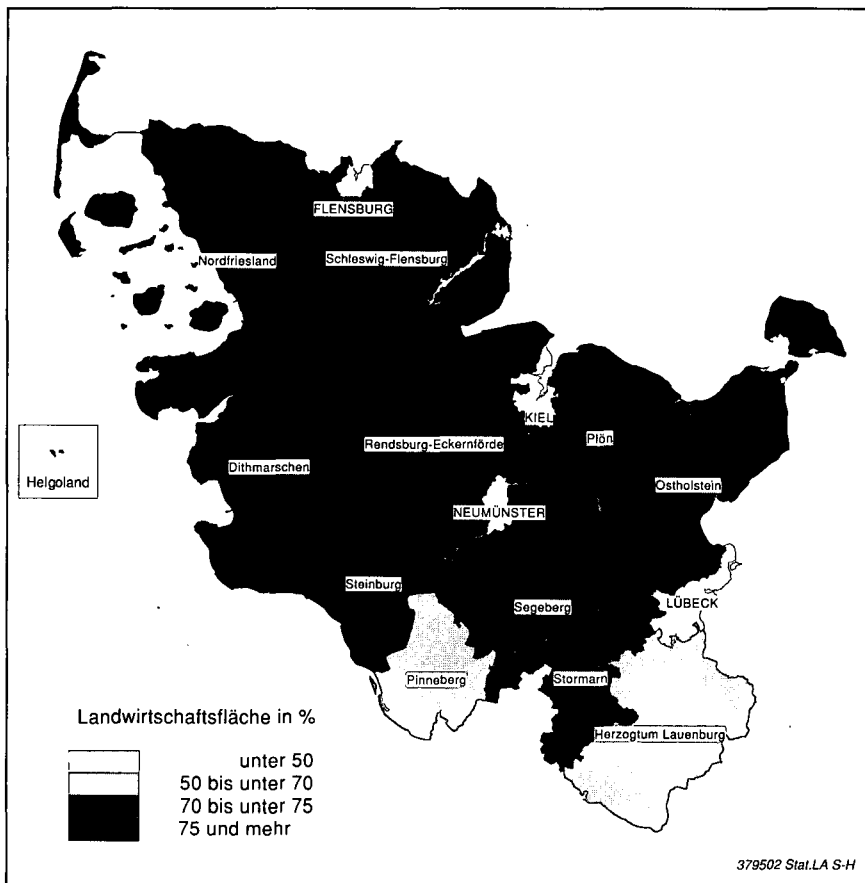 FLENSBURG
Nordfriesland
Schleswig-Flensburg
KIEL
Rendsburg-Eckernförde
Plön
Dithmarschen
Helgoland
Ostholstein
NEUMÜNSTER
Steinburg
Segeberg
LÜBECK
Pinneberg
Stormarn
Herzogtum Lauenburg
Landwirtschaftsfläche in %
unter 50
50 bis unter 70
70 bis unter 75
75 und mehr
379502 Stat.LA S-H